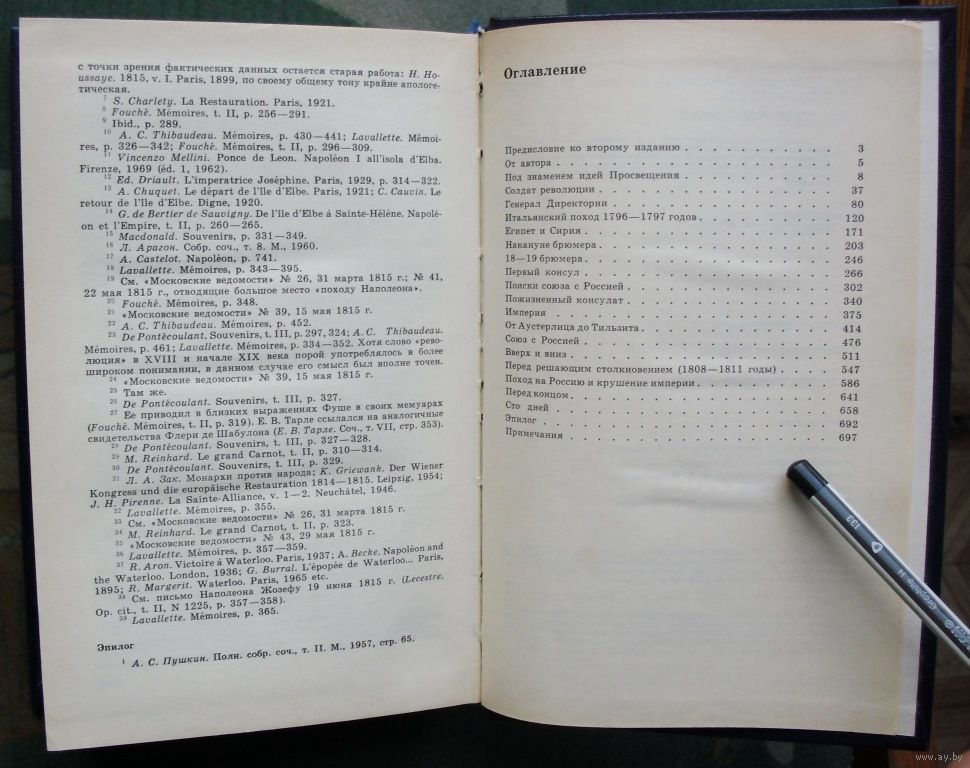 с точки зрения фактических данных остается старая работа: H. Ho-
ussaye. 1815, v. I. Paris, 1899, по своему общему тону крайне апологе-
тическая.
7 S. Charlety. La Restauration. Paris, 1921.
8 Fouché. Mémoires, t. II, p. 256—291.
9 Ibid., p. 289.
10 A. C. Thibaudeau. Mémoires, p. 430—441; Lavallette. Mémoi-
res, p. 326—342; Fouché. Mémoires, t. II, p. 296—309.
11 Vincenzo Mellini. Ponce de Leon. Napoléon I all'isola d'Elba.
Firenze, 1969 (éd. 1, 1962).
12 Ed. Driault. L'imperatrice Joséphine. Paris, 1929, p. 314—322.
13 A. Chuquet. Le départ de l'île d'Elbe. Paris, 1921; C. Cauvin. Le
retour de l'île d'Elbe. Digne, 1920.
14 G. de Bertier de Sauvigny. De l'île d'Elbe á Sainte-Hélène. Napolé-
on et l'Empire, t. II, p. 260—265.
15 Macdonald. Souvenirs, p. 331—349.
16 Л. Арагон. Собр. соч., т. 8. М., 1960.
17 A. Castelot. Napoléon, p. 741.
18 Lavallette. Mémoires, p. 343—395.
19 См. «Московские ведомости» № 26, 31 марта 1815 г.; № 41,
22 мая 1815 г., отводящие большое место «походу Наполеона».
20 Fouché. Mémoires, p. 348.
21 «Московские ведомости» № 39, 15 мая 1815 г.
22 A. C. Thibaudeau. Mémoires, p. 452.
23 De Pontécoulant. Souvenirs, t. III, p. 297, 324; A. C. Thibaudeau.
Mémoires, p. 461; Lavallette. Mémoires, p. 334—352. Хотя слово «рево-
люция» в XVIII и начале XIX века порой употреблялось в более
широком понимании, в данном случае его смысл был вполне точен.
24 «Московские ведомости» № 39, 15 мая 1815 г.
25 Там же.
26 De Pontécoulant. Souvenirs, t. III, p. 327.
27 Ее приводил в близких выражениях Фуше в своих мемуарах
(Fouché. Mémoires, t. II, p. 319). Е. В. Тарле ссылался на аналогичные
свидетельства Флери де Шабулона (Е. В. Тарле. Соч., т. VII, стр. 353).
28 De Pontécoulant. Souvenirs, t. III, p. 327—328.
29 M. Reinhard. Le grand Carnot, t. II, p. 310—314.
30 De Pontécoulant. Souvenirs, t. III, p. 329.
31 Л. А. Зак. Монархи против народа; K. Griewank. Der Wiener
Kongress und die europäische Restauration 1814—1815. Leipzig, 1954;
J. H. Pirenne. La Sainte-Alliance, v. 1—2. Neuchâtel, 1946.
32 Lavallette. Mémoires, p. 355.
33 См. «Московские ведомости» № 26, 31 марта 1815 г.
34 M. Reinhard. Le grand Carnot, t. II, p. 323.
35 «Московские ведомости» № 43, 29 мая 1815 г.
36 Lavallette. Mémoires, p. 357—359.
37 R. Aron. Victoire à Waterloo. Paris, 1937; A. Becke. Napoléon and
the Waterloo. London, 1936; G. Burral. L'épopée de Waterloo... Paris,
1895; R. Margerit. Waterloo. Paris, 1965 etc.
38 См. письмо Наполеона Жозефу 19 июня 1815 г. (Lecestre.
Op. cit., t. II, N 1225, p. 357—358).
39 Lavallette. Mémoires, p. 365.
Эпилог
1 А. С. Пушкин. Полн. собр. соч., т. II. М., 1957, стр. 65.
Оглавление
Предисловие ко второму изданию . . . . . . . . . 3
От автора . . . . . . . . . 5
Под знаменем идей Просвещения . . . . . . . . . 8
Солдат революции . . . . . . . . . 37
Генерал Директории . . . . . . . . . 80
Итальянский поход 1796—1797 годов . . . . . . . . . 120
Египет и Сирия . . . . . . . . . 171
Накануне брюмера . . . . . . . . . 203
18—19 брюмера . . . . . . . . . 246
Первый консул . . . . . . . . . 266
Поиски союза с Россией . . . . . . . . . 302
Пожизненный консулат . . . . . . . . . 340
Империя . . . . . . . . . 375
От Аустерлица до Тильзита . . . . . . . . . 414
Союз с Россией . . . . . . . . . 476
Вверх и вниз . . . . . . . . . 511
Перед решающим столкновением (1808—1811 годы) . . . . 547
Поход на Россию и крушение империи . . . . . . . . . 586
Перед концом . . . . . . . . . 641
Сто дней . . . . . . . . . 658
Эпилог . . . . . . . . . 692
Примечания . . . . . . . . . 697
133
Graphix H
www.ay.by